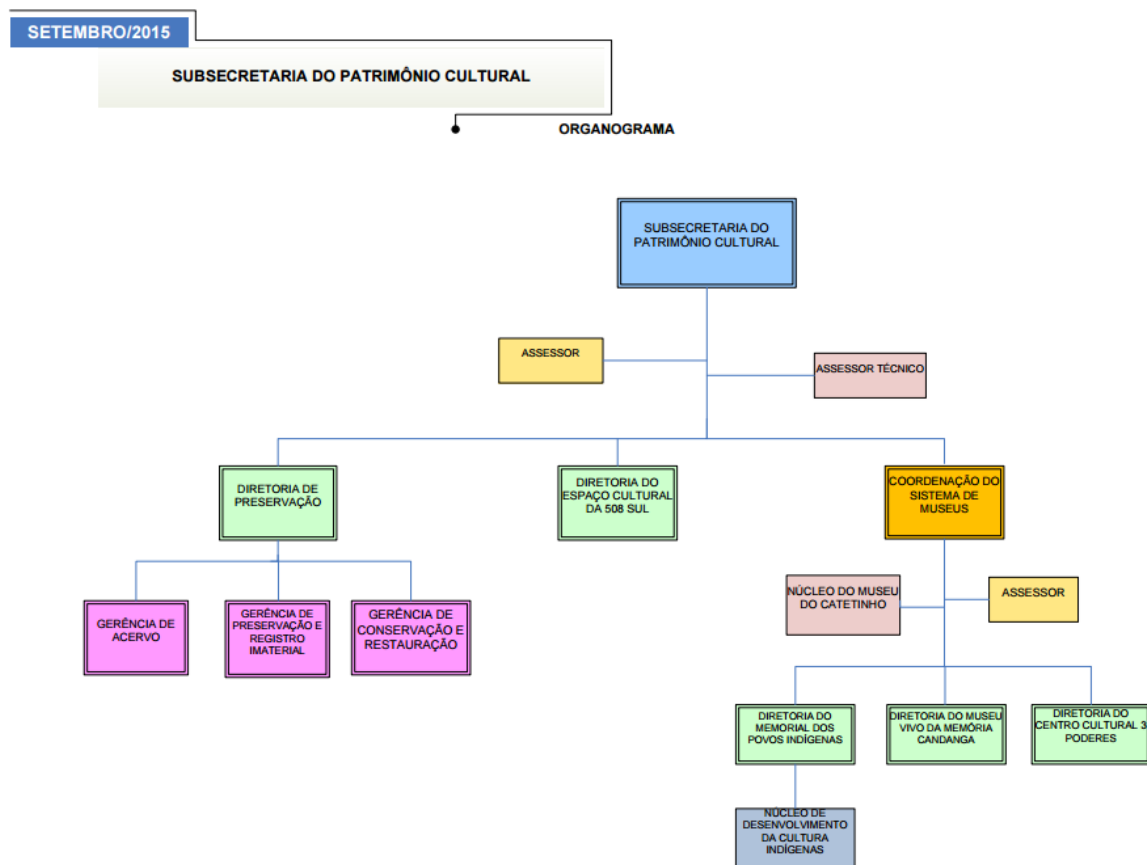 SETEMBRO/2015
SUBSECRETARIA DO PATRIMÔNIO CULTURAL
ORGANOGRAMA
SUBSECRETARIA DO
PATRIMÔNIO CULTURAL
ASSESSOR
ASSESSOR TÉCNICO
DIRETORIA DE
PRESERVAÇÃO
DIRETORIA DO
ESPAÇO CULTURAL
DA 508 SUL
COORDENAÇÃO DO
SISTEMA DE
MUSEUS
GERÊNCIA DE
ACERVO
GERÊNCIA DE
PRESERVAÇÃO E
REGISTRO
IMATERIAL
GERÊNCIA DE
CONSERVAÇÃO E
RESTAURAÇÃO
NÚCLEO DO MUSEU
DO CATETINHO
ASSESSOR
DIRETORIA DO
MEMORIAL DOS
POVOS INDÍGENAS
DIRETORIA DO MUSEU
VIVO DA MEMÓRIA
CANDANGA
DIRETORIA DO
CENTRO CULTURAL 3
PODERES
NÚCLEO DE
DESENVOLVIMENTO
DA CULTURA
INDÍGENAS